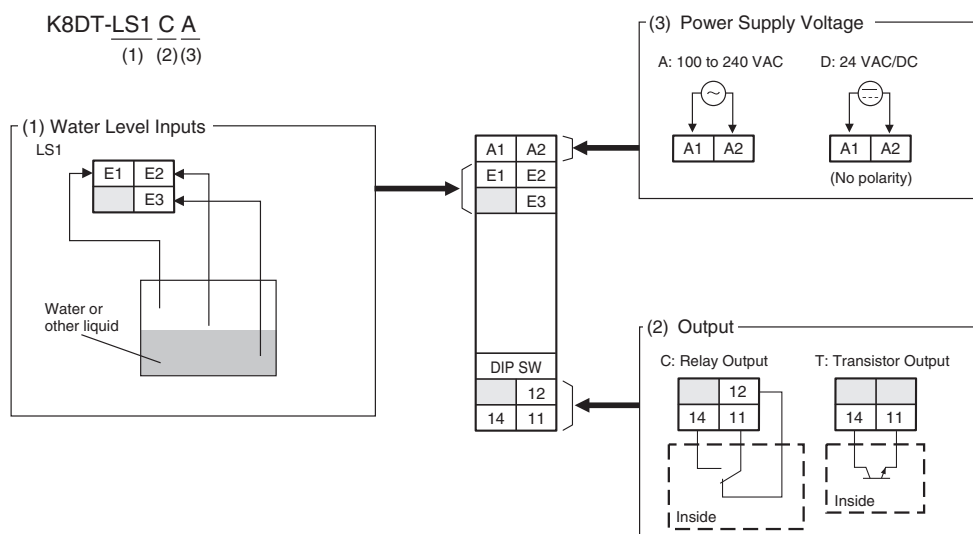 K8DT-LS1 C A
(1) (2) (3)
(1) Water Level Inputs
LS1
E1 E2
E3
Water or
other liquid
A1 A2
E1 E2
E3
DIP SW
12
14 11
(3) Power Supply Voltage
A: 100 to 240 VAC
D: 24 VAC/DC
A1 A2
A1 A2
(No polarity)
(2) Output
C: Relay Output
T: Transistor Output
12
14 11
14 11
Inside
Inside